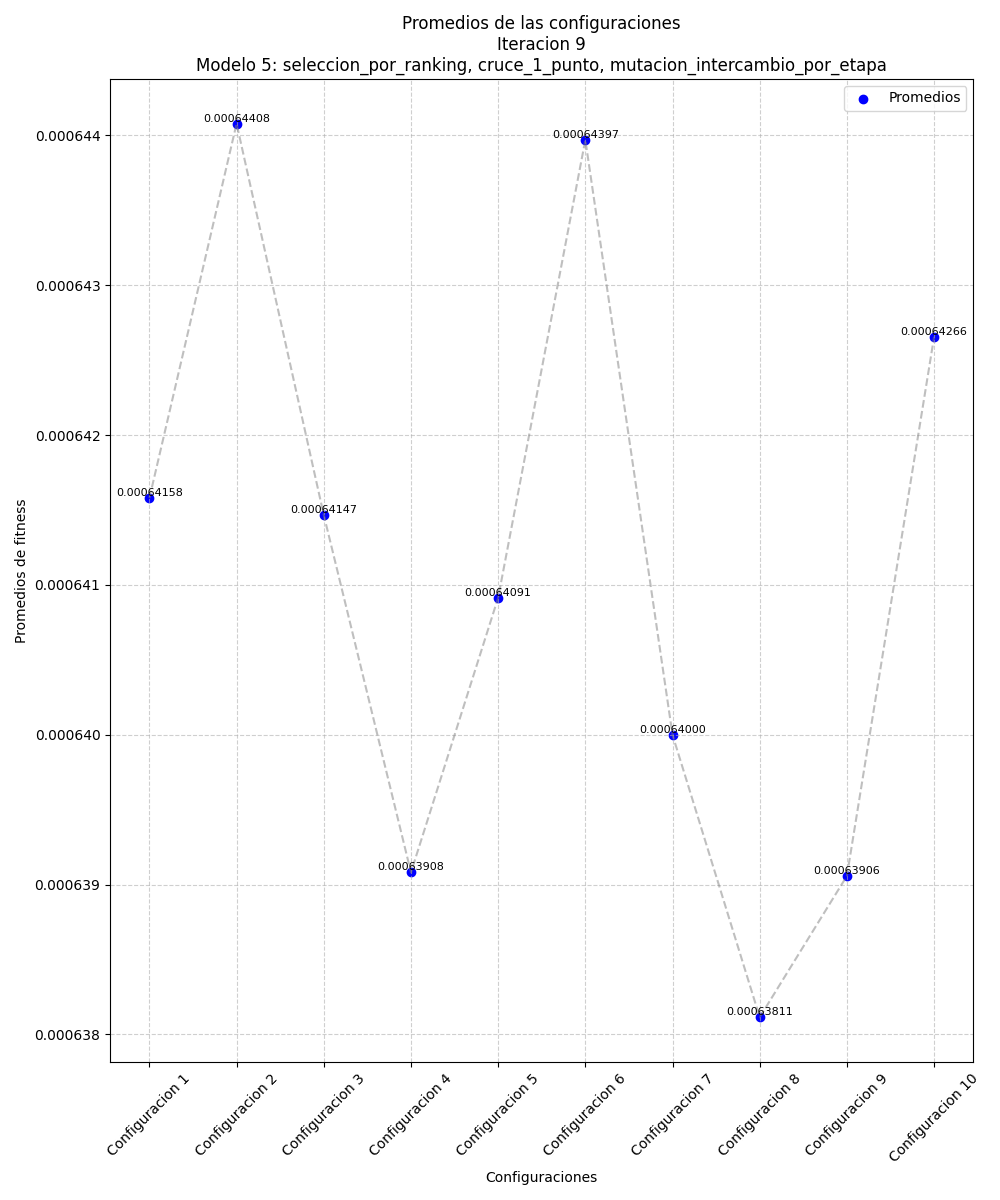 Promedios de las configuraciones
Iteracion 9
Modelo 5: seleccion_por_ranking, cruce_1_punto, mutacion_intercambio_por_etapa
Promedios
0.000644
0.000643
0.000642
0.000641
0.000640
0.000639
0.000638
Promedios de fitness
0.00064158
0.00064408
0.00064147
0.00063908
0.00064091
0.00064397
0.00064000
0.00063811
0.00063906
0.00064266
Configuracion 1
Configuracion 2
Configuracion 3
Configuracion 4
Configuracion 5
Configuracion 6
Configuracion 7
Configuracion 8
Configuracion 9
Configuracion 10
Configuraciones